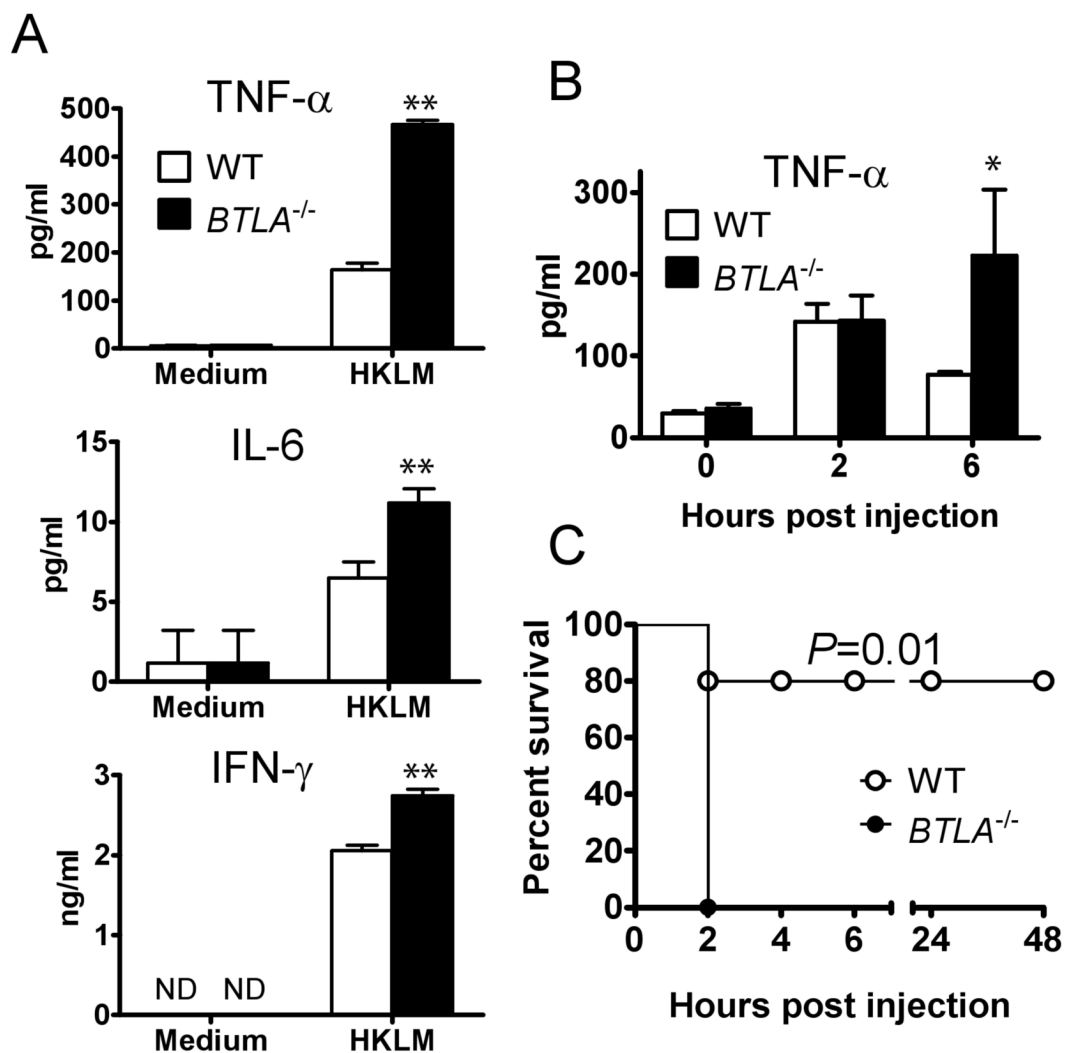 A
TNF-α
500
400
300
200
100
0
pg/ml
WT
BTLA-/-
**
Medium
HKLM
IL-6
15
10
5
0
pg/ml
**
Medium
HKLM
IFN-γ
3
2
1
0
ng/ml
**
ND
ND
Medium
HKLM
B
TNF-α
300
200
100
0
pg/ml
WT
BTLA-/-
*
0
2
6
Hours post injection
C
100
80
60
40
20
0
Percent survival
P=0.01
WT
BTLA-/-
0
2
4
6
24
48
Hours post injection